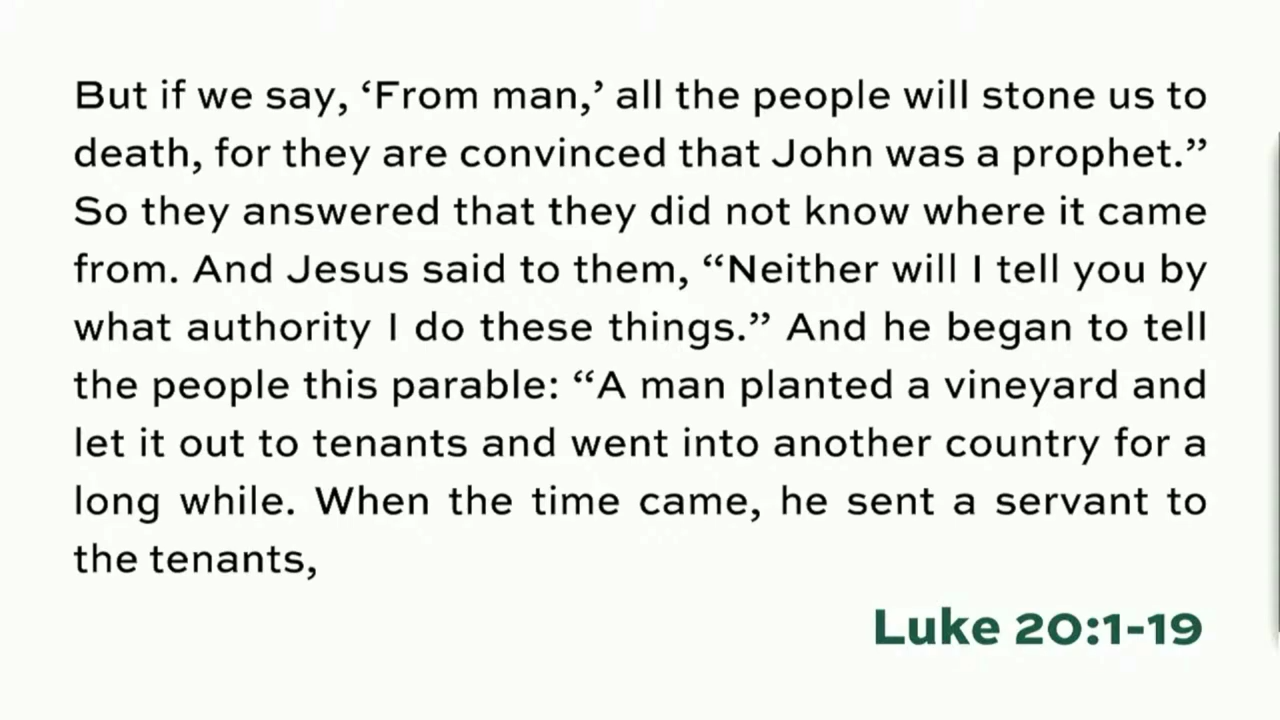 But if we say, ‘From man,’ all the people will stone us to
death, for they are convinced that John was a prophet.”
So they answered that they did not know where it came
from. And Jesus said to them, “Neither will I tell you by
what authority I do these things.” And he began to tell
the people this parable: “A man planted a vineyard and
let it out to tenants and went into another country for a
long while. When the time came, he sent a servant to
the tenants,
Luke 20:1-19